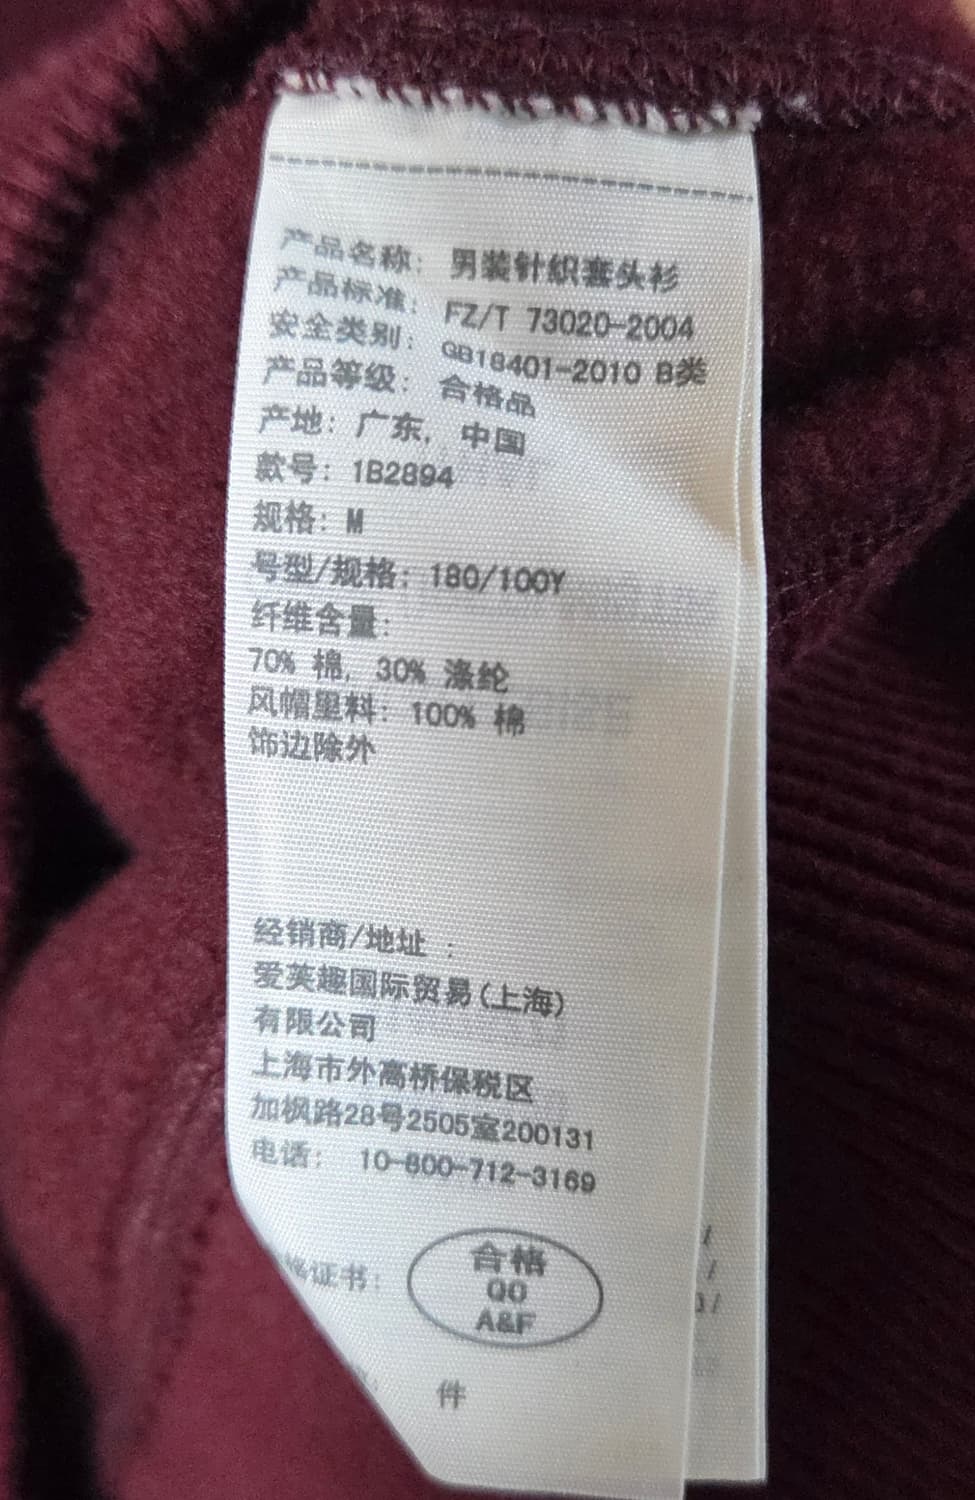 产品名称: 男装针织套头衫
产品标准: FZ/T 73020-2004
安全类别: GB18401-2010 B类
产品等级: 合格品
产地: 广东, 中国
款号: 1B2894
规格: M
号型/规格: 180/100Y
纤维含量:
70% 棉, 30% 涤纶
风帽里料: 100% 棉
饰边除外
经销商/地址 :
爱芙趣国际贸易(上海)
有限公司
上海市外高桥保税区
加枫路28号2505室200131
电话: 10-800-712-3169
格证书:
合格
QO
A&F
件